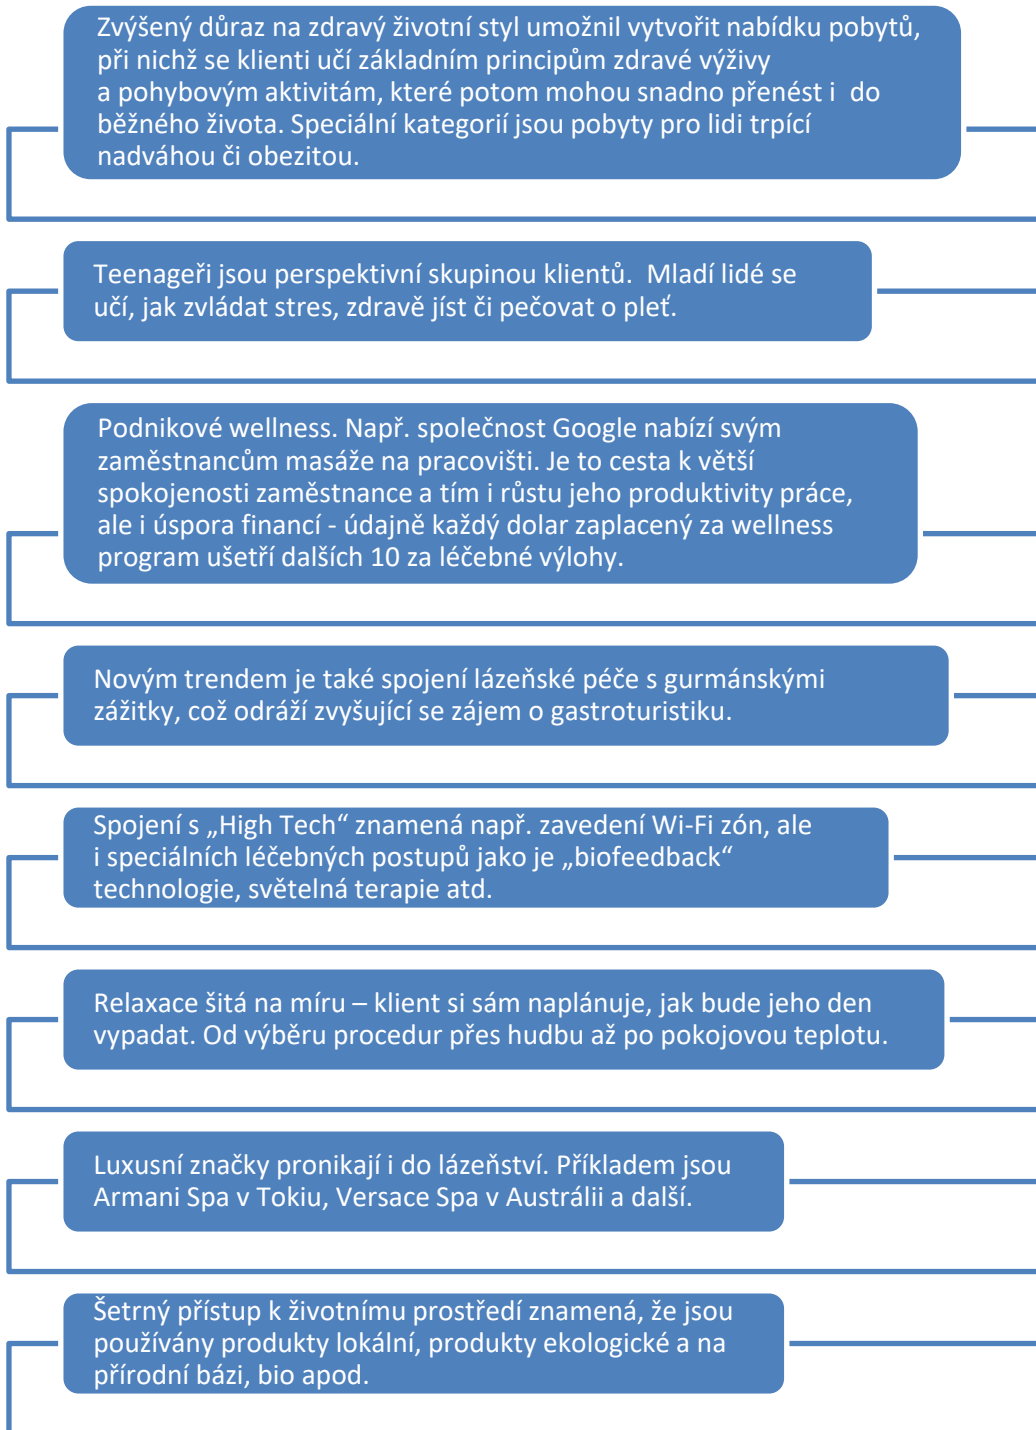 Zvýšený důraz na zdravý životní styl umožnil vytvořit nabídku pobytů,
při nichž se klienti učí základním principům zdravé výživy
a pohybovým aktivitám, které potom mohou snadno přenést i  do
běžného života. Speciální kategorií jsou pobyty pro lidi trpící
nadváhou či obezitou.
Teenageři jsou perspektivní skupinou klientů.  Mladí lidé se
učí, jak zvládat stres, zdravě jíst či pečovat o pleť.
Podnikové wellness. Např. společnost Google nabízí svým
zaměstnancům masáže na pracovišti. Je to cesta k větší
spokojenosti zaměstnance a tím i růstu jeho produktivity práce,
ale i úspora financí - údajně každý dolar zaplacený za wellness
program ušetří dalších 10 za léčebné výlohy.
Novým trendem je také spojení lázeňské péče s gurmánskými
zážitky, což odráží zvyšující se zájem o gastroturistiku.
Spojení s „High Tech“ znamená např. zavedení Wi-Fi zón, ale
i speciálních léčebných postupů jako je „biofeedback“
technologie, světelná terapie atd.
Relaxace šitá na míru – klient si sám naplánuje, jak bude jeho den
vypadat. Od výběru procedur přes hudbu až po pokojovou teplotu.
Luxusní značky pronikají i do lázeňství. Příkladem jsou
Armani Spa v Tokiu, Versace Spa v Austrálii a další.
Šetrný přístup k životnímu prostředí znamená, že jsou
používány produkty lokální, produkty ekologické a na
přírodní bázi, bio apod.